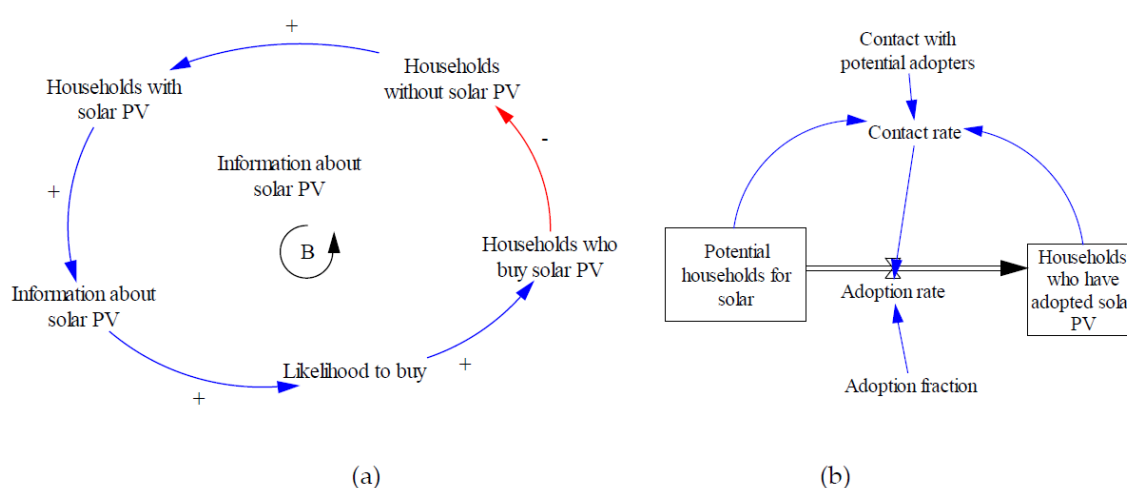 +
Households
without solar PV
Households with
solar PV
-
+
Information about
solar PV
B
Households who
buy solar PV
Information about
solar PV
Likelihood to buy
+
+
(a)
Contact with
potential adopters
Contact rate
Potential
households for
solar
Adoption rate
Households
who have
adopted solar
PV
Adoption fraction
(b)